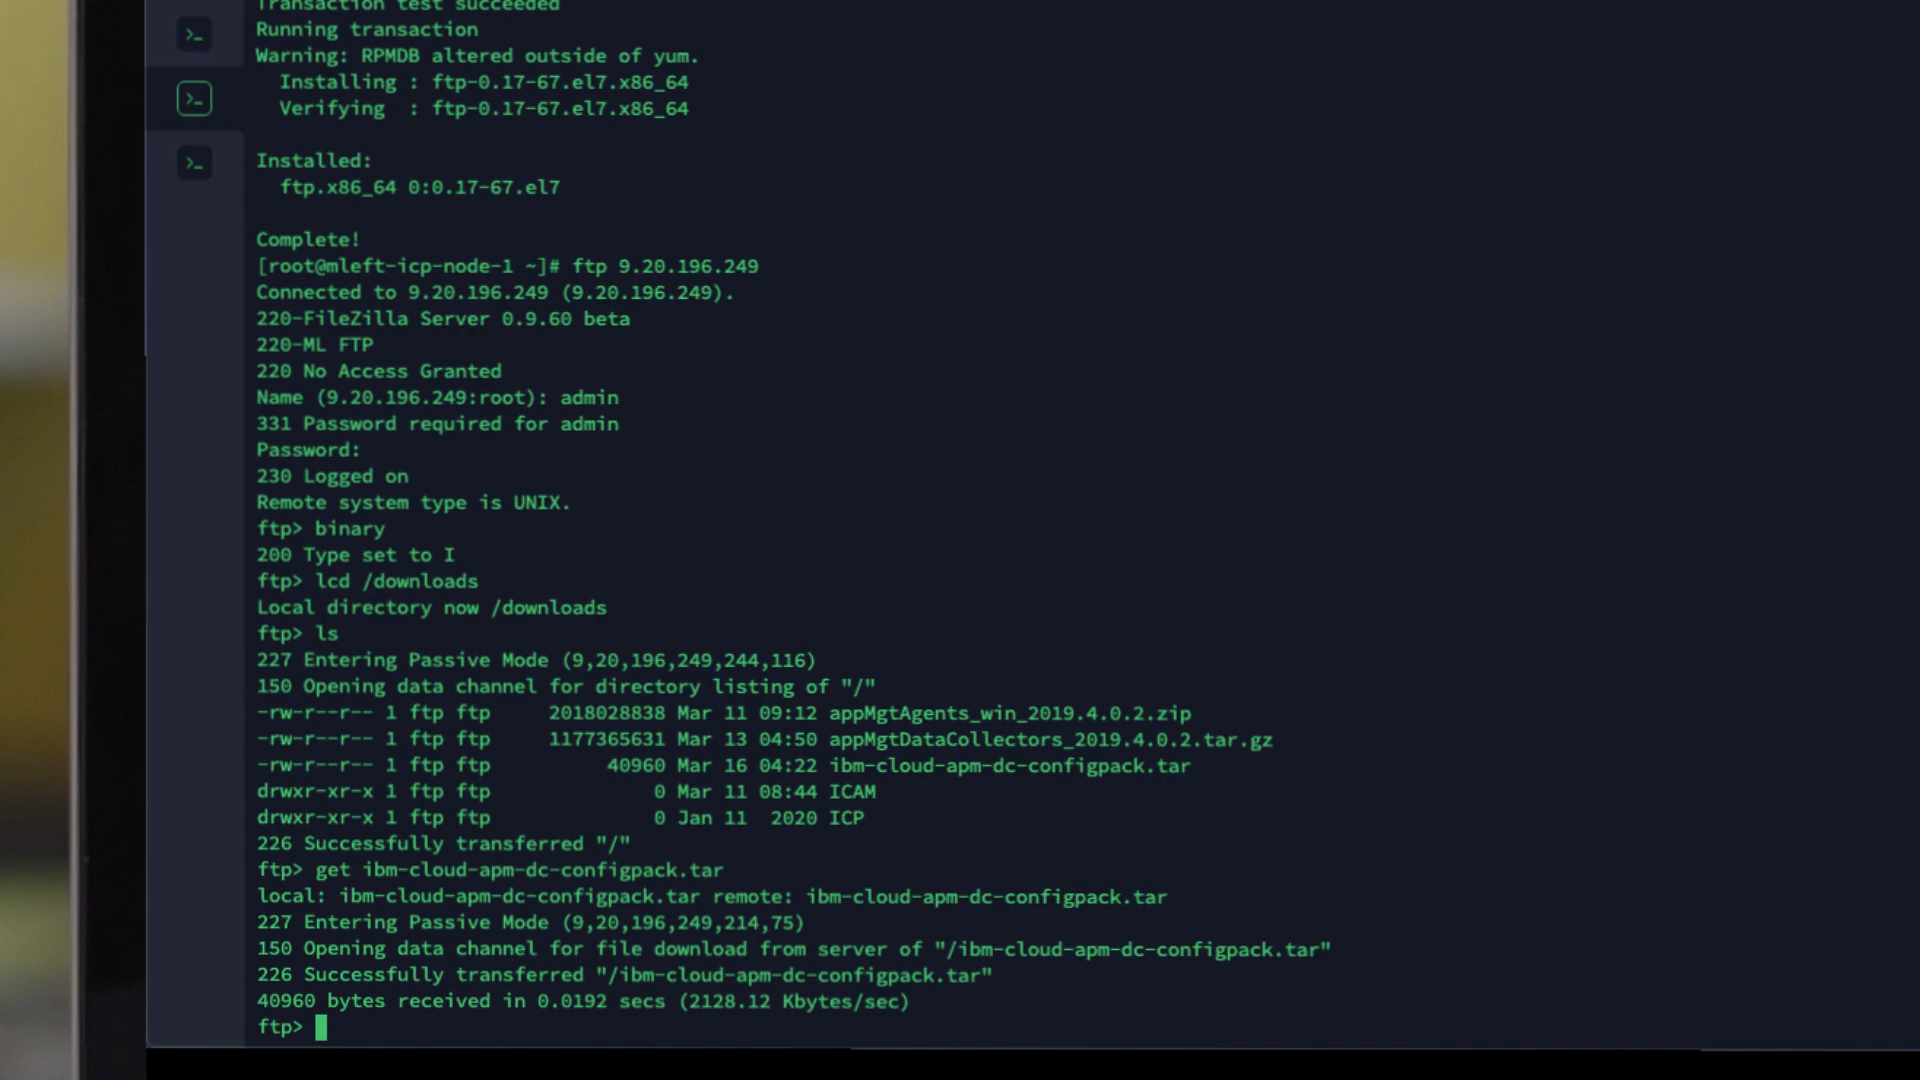 Transaction test succeeded
Running transaction
Warning: RPMDB altered outside of yum.
  Installing : ftp-0.17-67.el7.x86_64
  Verifying  : ftp-0.17-67.el7.x86_64
Installed:
  ftp.x86_64 0:0.17-67.el7
Complete!
[root@mleft-icp-node-1 ~]# ftp 9.20.196.249
Connected to 9.20.196.249 (9.20.196.249).
220-FileZilla Server 0.9.60 beta
220-ML FTP
220 No Access Granted
Name (9.20.196.249:root): admin
331 Password required for admin
Password:
230 Logged on
Remote system type is UNIX.
ftp> binary
200 Type set to I
ftp> lcd /downloads
Local directory now /downloads
ftp> ls
227 Entering Passive Mode (9,20,196,249,244,116)
150 Opening data channel for directory listing of "/"
-rw-r--r-- 1 ftp ftp     2018028838 Mar 11 09:12 appMgtAgents_win_2019.4.0.2.zip
-rw-r--r-- 1 ftp ftp     1177365631 Mar 13 04:50 appMgtDataCollectors_2019.4.0.2.tar.gz
-rw-r--r-- 1 ftp ftp          40960 Mar 16 04:22 ibm-cloud-apm-dc-configpack.tar
drwxr-xr-x 1 ftp ftp              0 Mar 11 08:44 ICAM
drwxr-xr-x 1 ftp ftp              0 Jan 11  2020 ICP
226 Successfully transferred "/"
ftp> get ibm-cloud-apm-dc-configpack.tar
local: ibm-cloud-apm-dc-configpack.tar remote: ibm-cloud-apm-dc-configpack.tar
227 Entering Passive Mode (9,20,196,249,214,75)
150 Opening data channel for file download from server of "/ibm-cloud-apm-dc-configpack.tar"
226 Successfully transferred "/ibm-cloud-apm-dc-configpack.tar"
40960 bytes received in 0.0192 secs (2128.12 Kbytes/sec)
ftp>